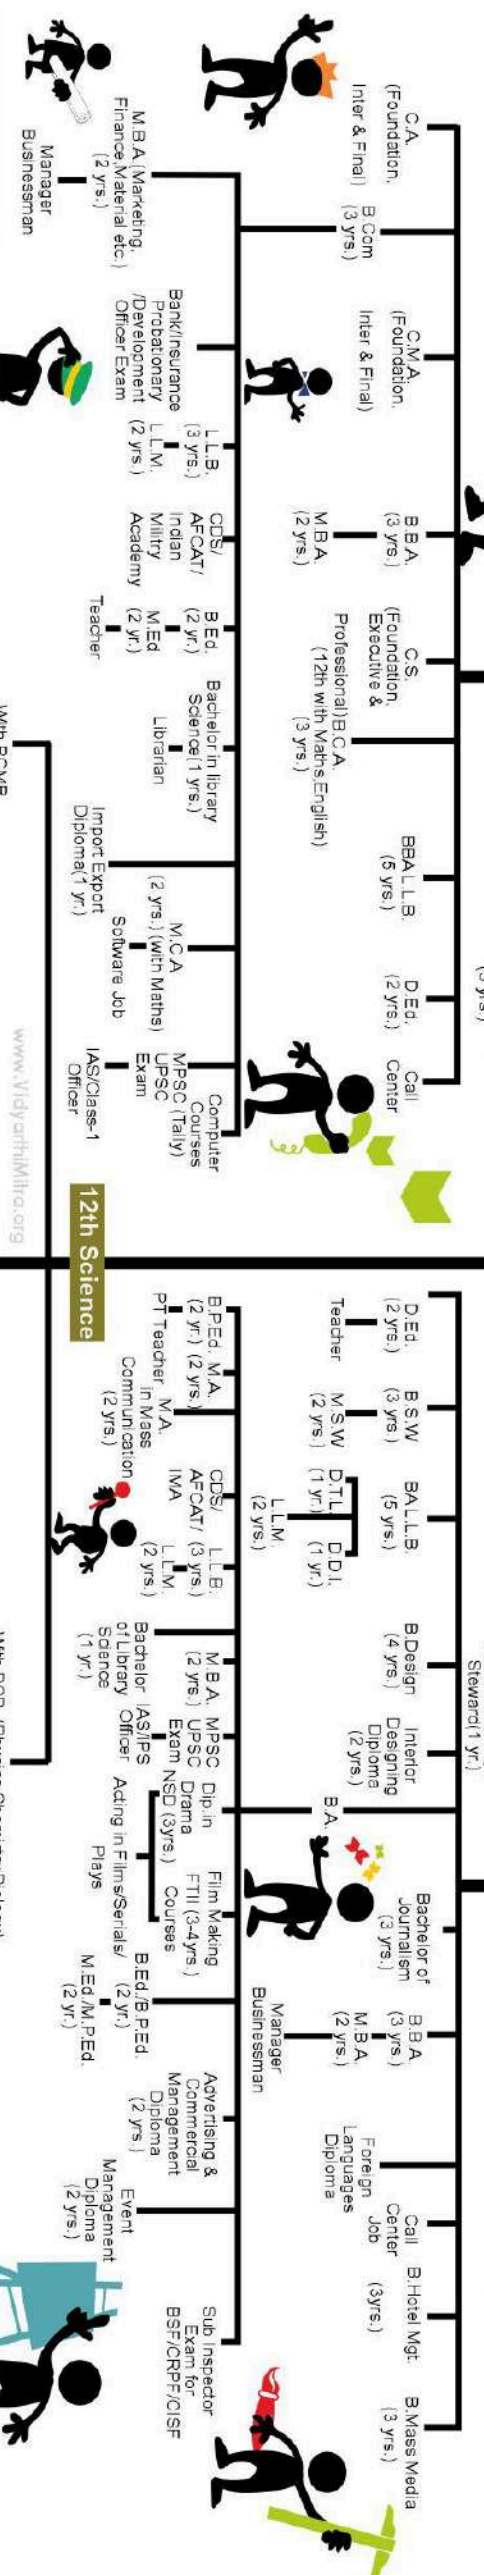 C.A.
(Foundation,
Inter & Final)
B.Com
(3 yrs.)
C.M.A.
(Foundation,
Inter & Final)
B.B.A.
(3 yrs.)
M.B.A.
(2 yrs.)
C.S.
(Foundation,
Executive &
Professional)
B.C.A.
(12th with Maths,English)
(3 yrs.)
BBA L.L.B.
(5 yrs.)
D.Ed.
(2 yrs.)
Call
Center
M.B.A.(Marketing,
Finance,Material etc.)
(2 yrs.)
Manager
Businessman
Bank/Insurance
Probationary
/Development
Officer Exam
L.L.B.
(3 yrs.)
L.L.M.
(2 yrs.)
CDS/
AFCAT/
Indian
Militry
Academy
B.Ed.
(2 yr.)
M.Ed
(2 yr.)
Teacher
Bachelor in library
Science(1 yrs.)
Librarian
Import Export
Diploma(1 yr.)
M.C.A
(2 yrs.)(with Maths)
Software Job
MPSC
UPSC
Exam
IAS/Class-1
Officer
Computer
Courses
(Tally)
With PCMB
www.VidyarthiMitra.org
12th Science
Steward(1 yr.)
D.Ed.
(2 yrs.)
Teacher
B.S.W
(3 yrs.)
M.S.W
(2 yrs.)
BA L.L.B.
(5 yrs.)
D.T.L.
(1 yr.)
D.D.I.
(1 yr.)
L.L.M.
(2 yrs.)
B.Design
(4 yrs.)
Interior
Designing
Diploma
(2 yrs.)
B.A.
Bachelor of
Journalism
(3 yrs.)
B.B.A.
(3 yrs.)
M.B.A.
(2 yrs.)
Manager
Businessman
Foreign
Languages
Diploma
Call
Center
Job
B.Hotel Mgt.
(3yrs.)
B.Mass Media
(3 yrs.)
B.P.Ed.
(2 yr.)
PT Teacher
M.A.
(2 yrs.)
M.A.
in Mass
Communication
(2 yrs.)
CDS/
AFCAT/
IMA
L.L.B.
(3 yrs.)
L.L.M.
(2 yrs.)
Bachelor
of Library
Science
(1 yr.)
M.B.A.
(2 yrs.)
MPSC
UPSC
Exam
IAS/IPS
Officer
Dip.in
Drama
NSD (3yrs.)
Film Making
FTII (3-4yrs.)
Courses
Acting in Films/Serials/
Plays
B.Ed./B.P.Ed.
(2 yr.)
M.Ed./M.P.Ed.
(2 yr.)
Advertising &
Commercial
Management
Diploma
(2 yrs.)
Event
Management
Diploma
(2 yrs.)
Sub Inspector
Exam for
BSF/CRPF/CISF